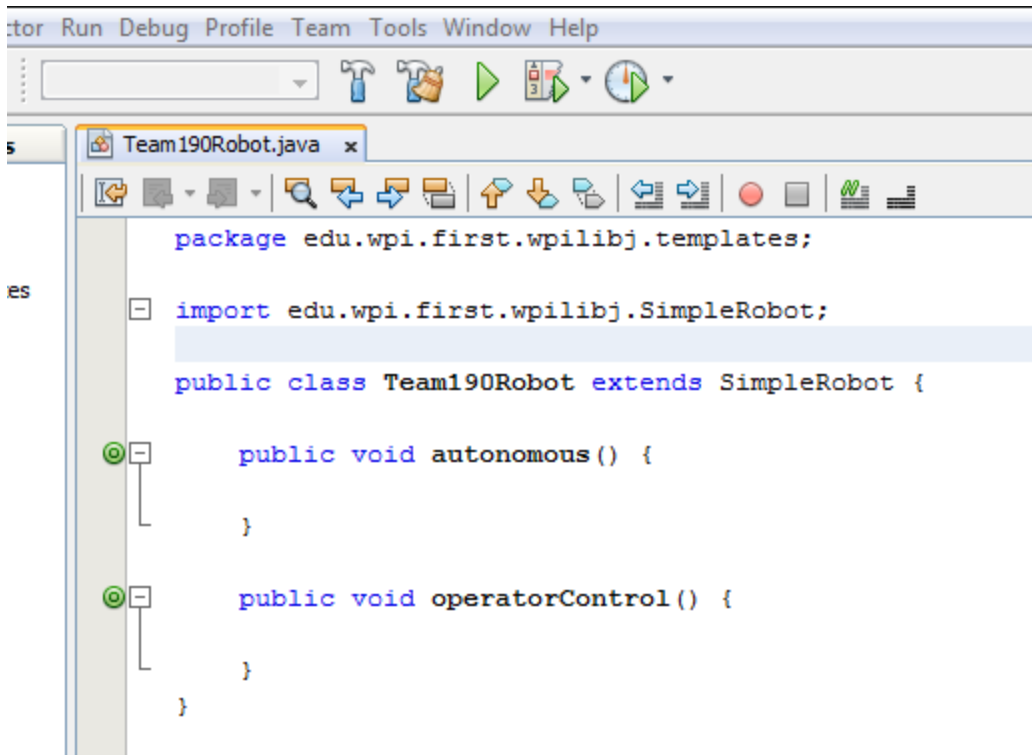 ctor Run Debug Profile Team Tools Window Help
s Team190Robot.java x
package edu.wpi.first.wpilibj.templates;
es
import edu.wpi.first.wpilibj.SimpleRobot;
public class Team190Robot extends SimpleRobot {
public void autonomous() {
}
public void operatorControl() {
}
}